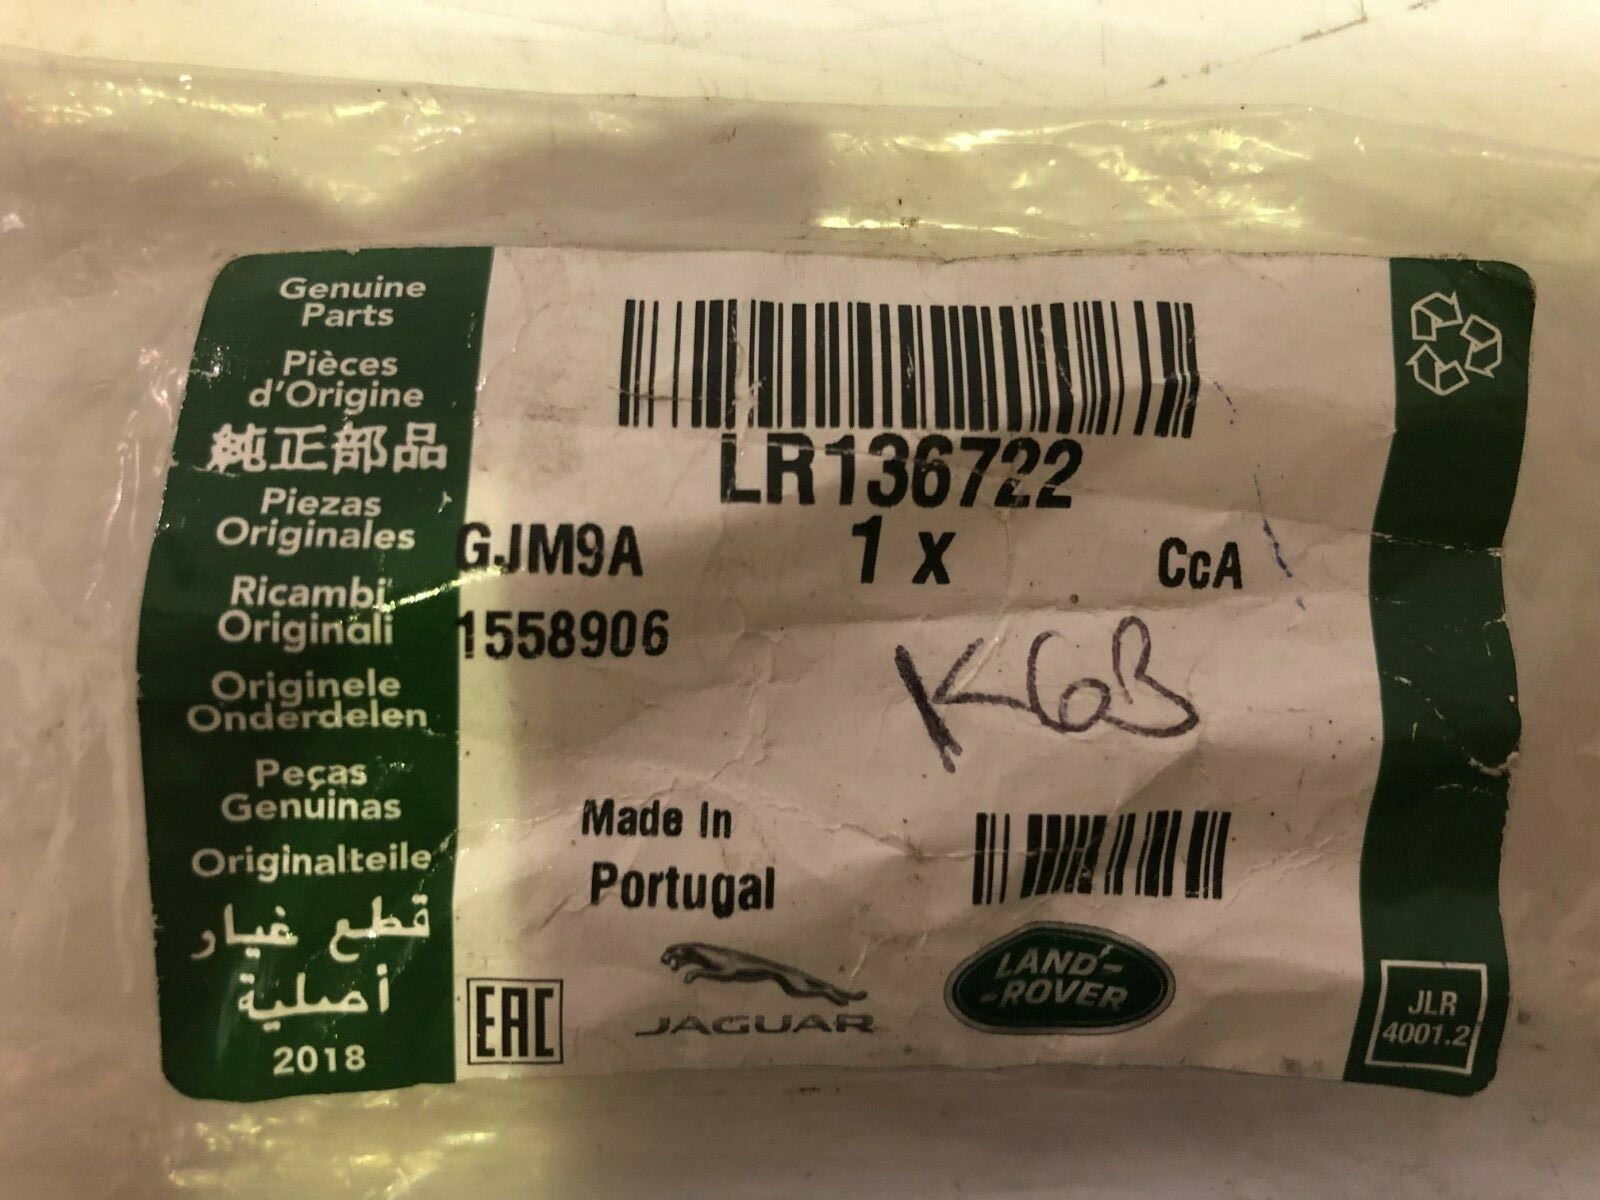 Genuine
Parts
Pièces
d'Origine
純正部品
Piezas
Originales
Ricambi
Originali
Originele
Onderdelen
Peças
Genuinas
Originalteile
قطع غيار
أصلية
2018
LR136722
GJM9A 1 x CcA
1558906
KGB
Made In
Portugal
EAC
JAGUAR
LAND-
-ROVER
JLR
4001.2